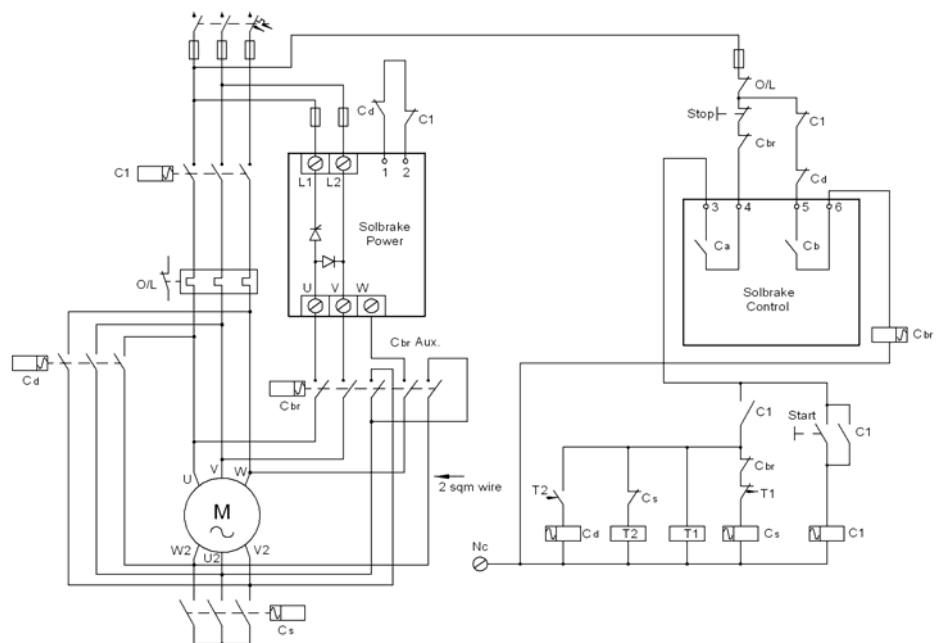 Cd
C1
O/L
Stop
C1
Cbr
C1
L1 L2 1 2
Cd
3 4 5 6
Solbrake
Power
Ca
Cb
O/L
U V W
Solbrake
Control
Cbr Aux.
Cbr
Cd
Cbr
C1
Start
C1
U V W
Cbr
2 sqm wire
T2
Cs
T1
M
W2 U2 V2
Nc
Cd T2 T1 Cs C1
Cs